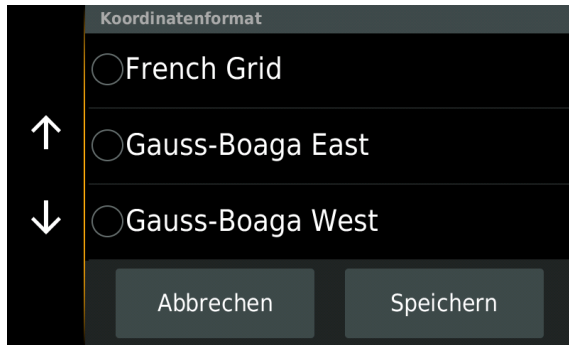 Koordinatenformat
French Grid
Gauss-Boaga East
Gauss-Boaga West
Abbrechen Speichern